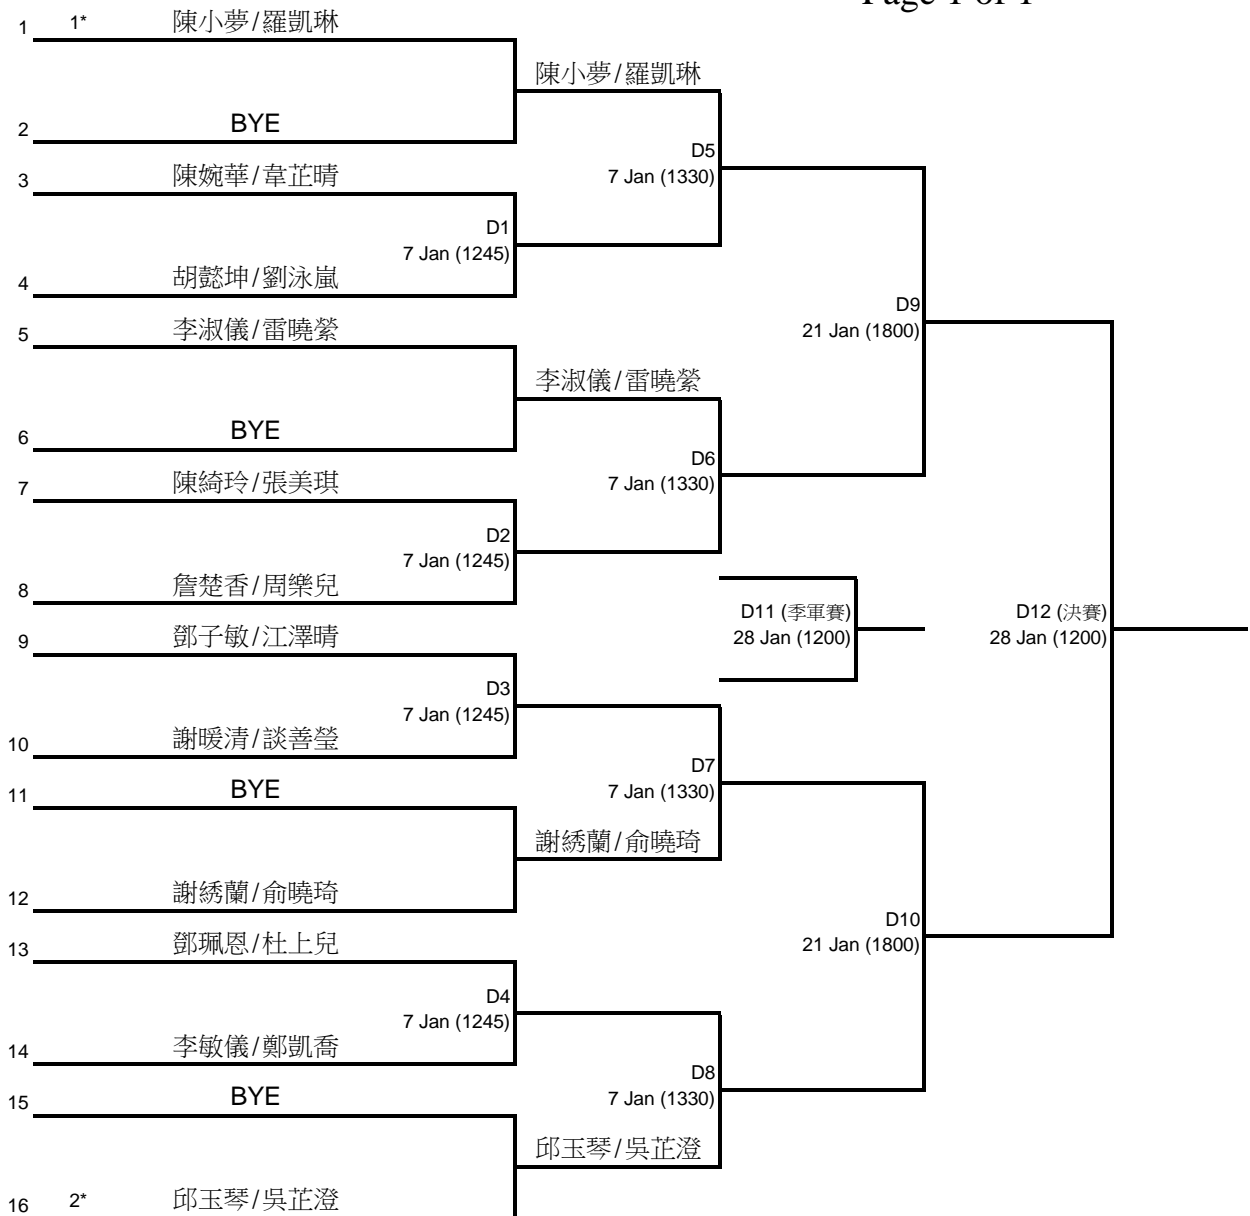 Page 1 of 1
1 1* 陳小夢/羅凱琳
陳小夢/羅凱琳
2 BYE
D5
7 Jan (1330)
3 陳婉華/韋芷晴
D1
7 Jan (1245)
4 胡懿坤/劉泳嵐
D9
21 Jan (1800)
5 李淑儀/雷曉縈
李淑儀/雷曉縈
6 BYE
D6
7 Jan (1330)
7 陳綺玲/張美琪
D2
7 Jan (1245)
8 詹楚香/周樂兒
D11 (季軍賽)
28 Jan (1200)
D12 (決賽)
28 Jan (1200)
9 鄧子敏/江澤晴
D3
7 Jan (1245)
10 謝暖清/談善瑩
D7
7 Jan (1330)
11 BYE
謝綉蘭/俞曉琦
12 謝綉蘭/俞曉琦
D10
21 Jan (1800)
13 鄧珮恩/杜上兒
D4
7 Jan (1245)
14 李敏儀/鄭凱喬
D8
7 Jan (1330)
15 BYE
邱玉琴/吳芷澄
16 2* 邱玉琴/吳芷澄